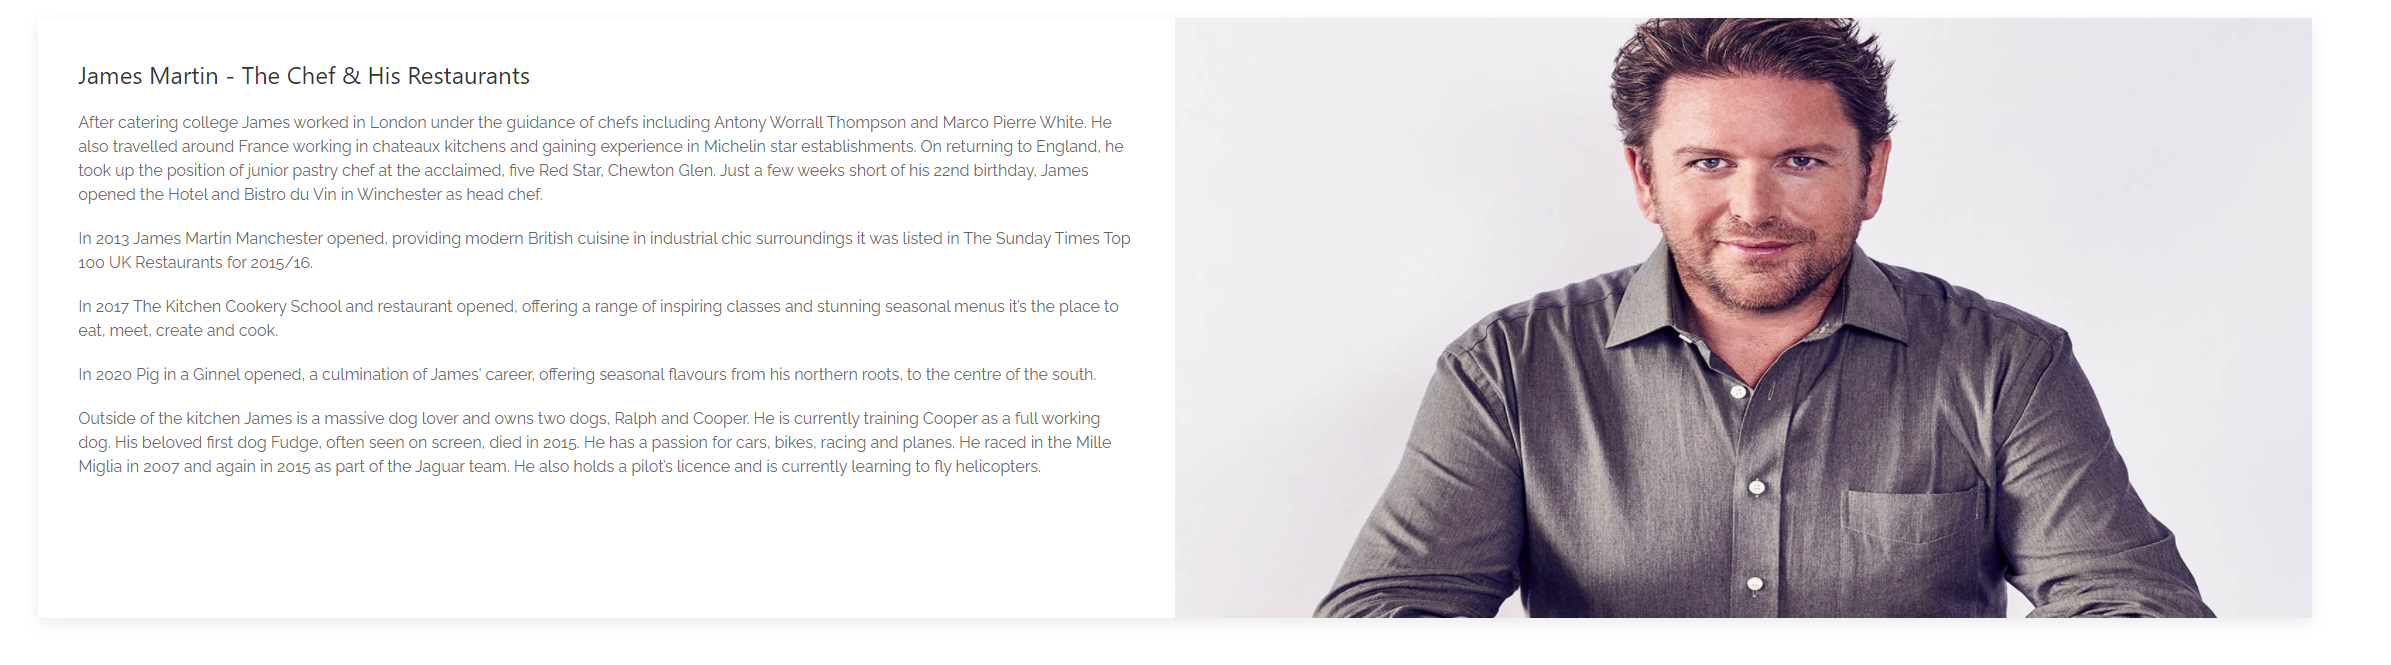 James Martin - The Chef & His Restaurants
After catering college James worked in London under the guidance of chefs including Antony Worrall Thompson and Marco Pierre White. He
also travelled around France working in chateaux kitchens and gaining experience in Michelin star establishments. On returning to England, he
took up the position of junior pastry chef at the acclaimed, five Red Star, Chewton Glen. Just a few weeks short of his 22nd birthday, James
opened the Hotel and Bistro du Vin in Winchester as head chef.
In 2013 James Martin Manchester opened, providing modern British cuisine in industrial chic surroundings it was listed in The Sunday Times Top
100 UK Restaurants for 2015/16.
In 2017 The Kitchen Cookery School and restaurant opened, offering a range of inspiring classes and stunning seasonal menus it's the place to
eat, meet, create and cook.
In 2020 Pig in a Ginnel opened, a culmination of James' career, offering seasonal flavours from his northern roots, to the centre of the south.
Outside of the kitchen James is a massive dog lover and owns two dogs, Ralph and Cooper. He is currently training Cooper as a full working
dog. His beloved first dog Fudge, often seen on screen, died in 2015. He has a passion for cars, bikes, racing and planes. He raced in the Mille
Miglia in 2007 and again in 2015 as part of the Jaguar team. He also holds a pilot's licence and is currently learning to fly helicopters.